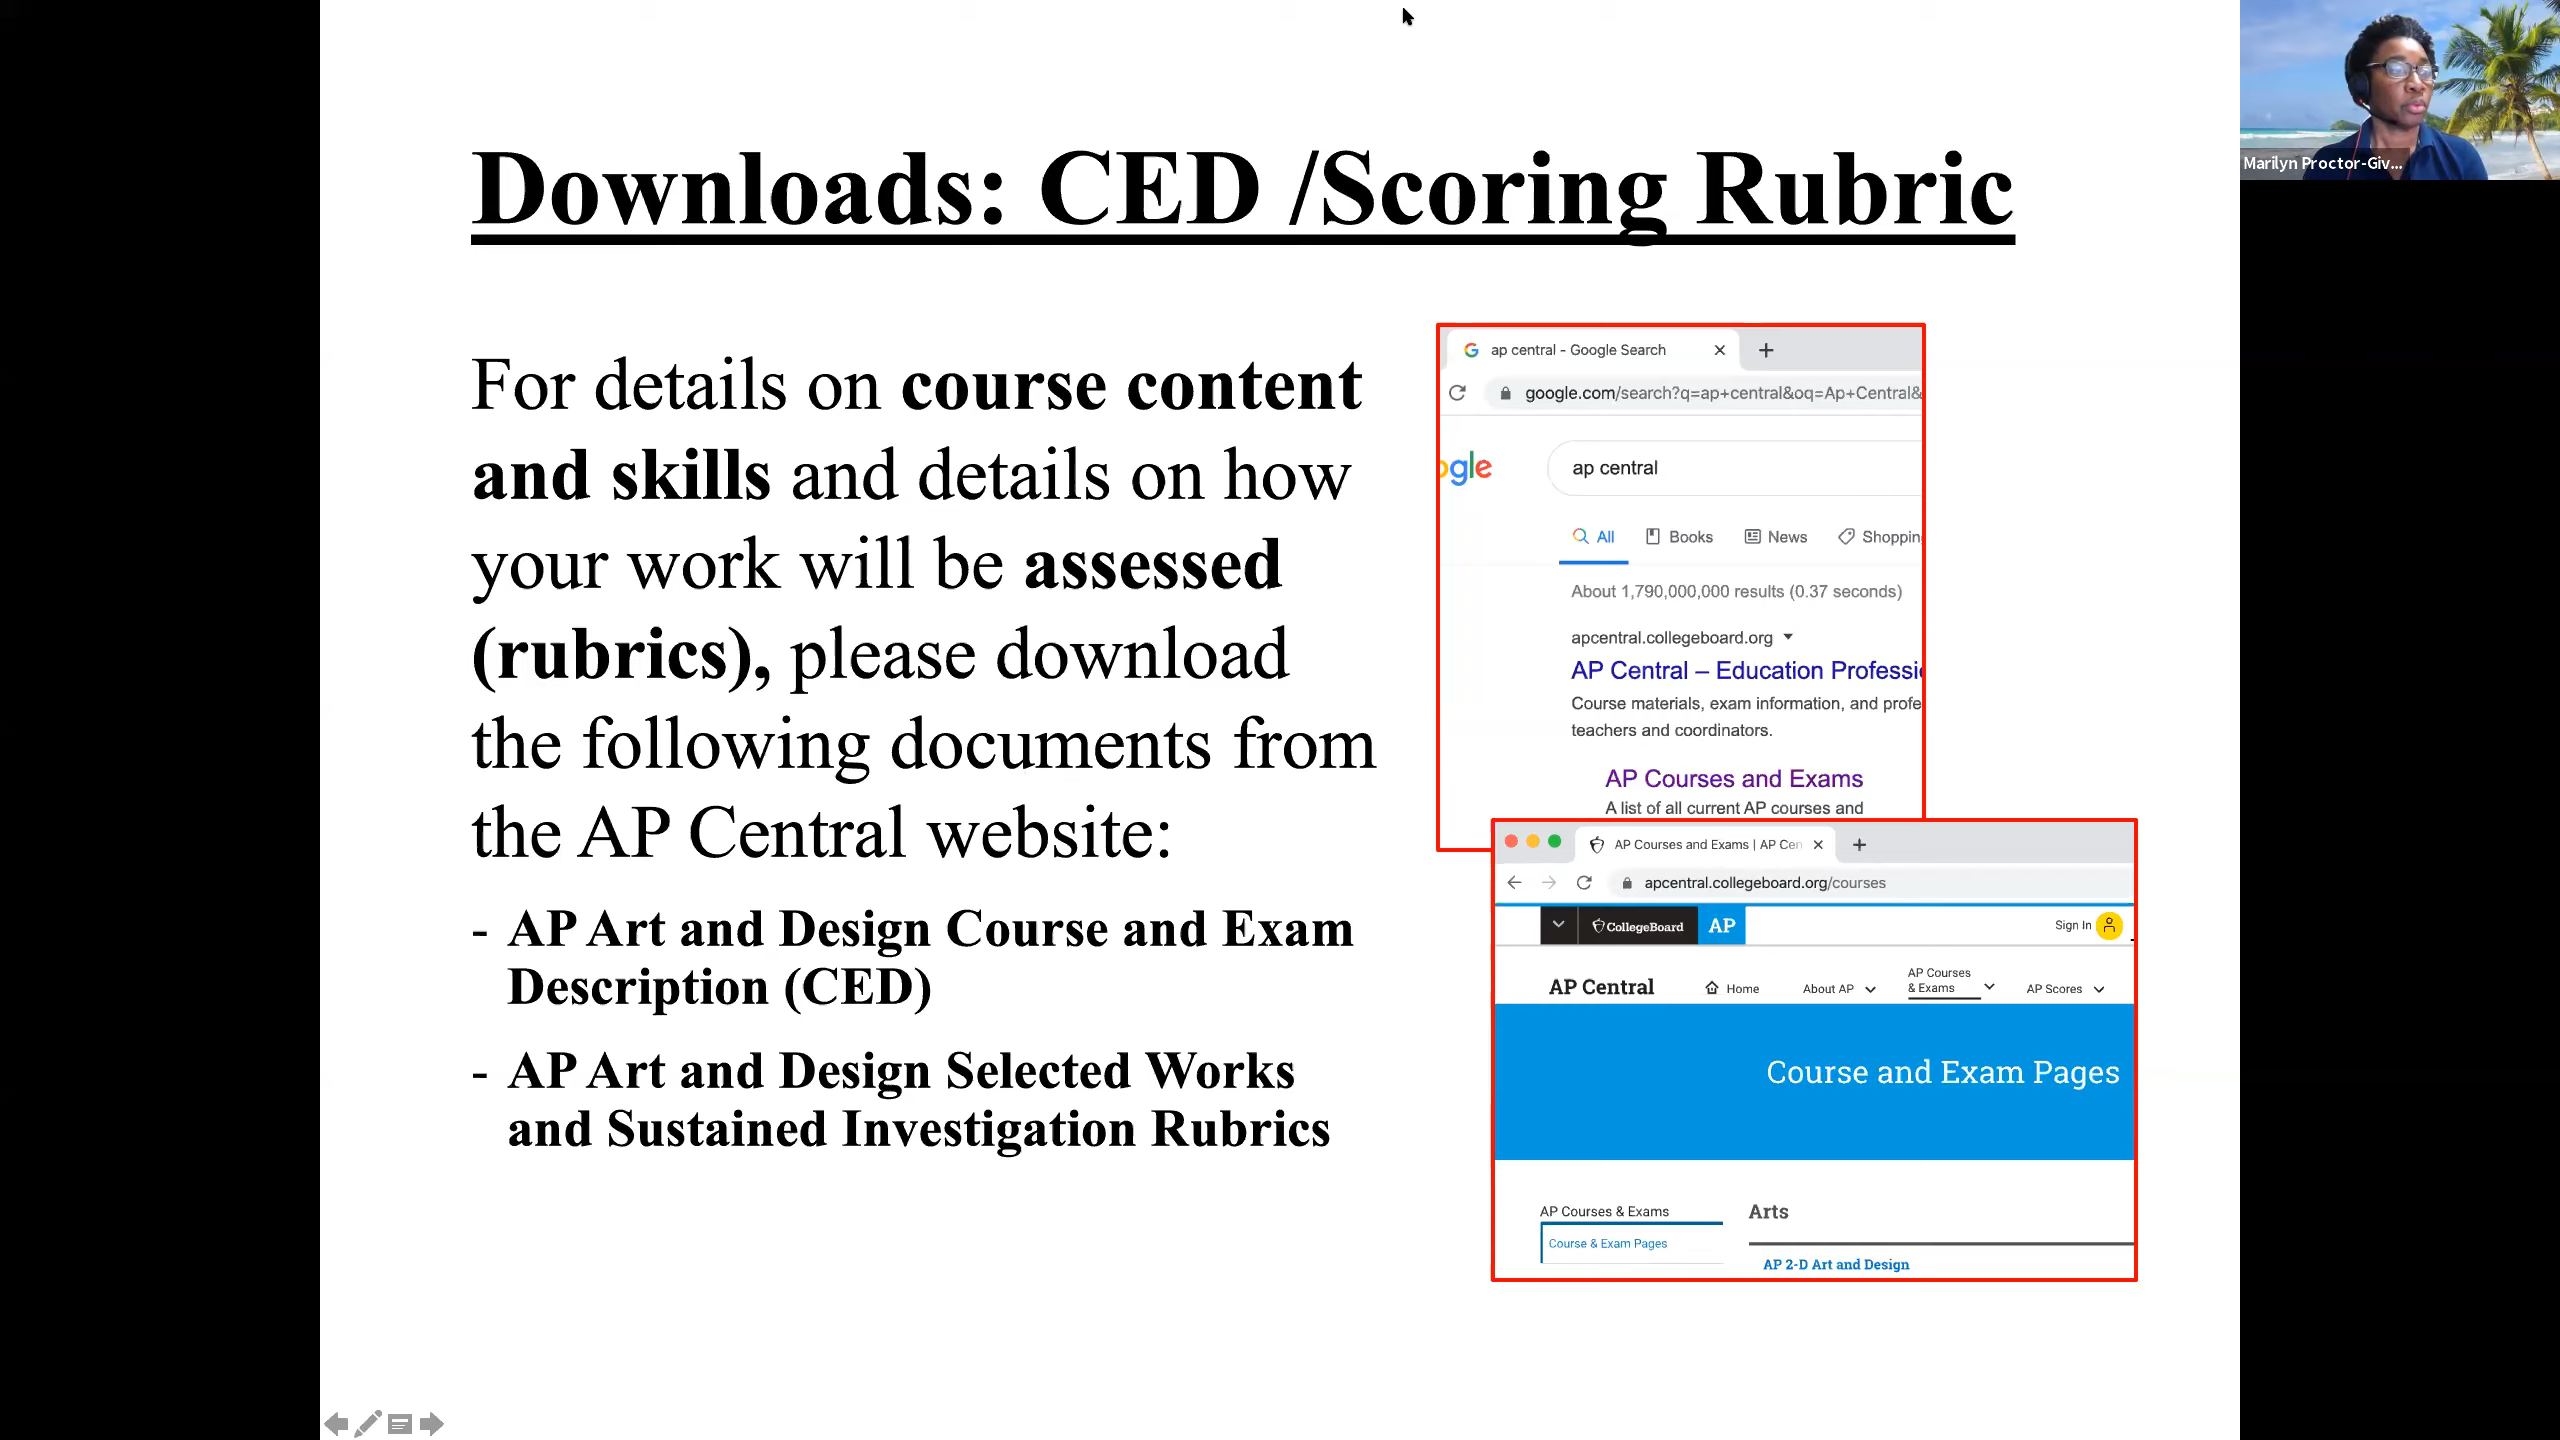 Downloads: CED /Scoring Rubric
Marilyn Proctor-Giv...
For details on course content
and skills and details on how
your work will be assessed
(rubrics), please download
the following documents from
the AP Central website:
- AP Art and Design Course and Exam
Description (CED)
- AP Art and Design Selected Works
and Sustained Investigation Rubrics
ap central - Google Search
google.com/search?q=ap+central&oq=Ap+Central&
ogle
ap central
All Books News Shopping
About 1,790,000,000 results (0.37 seconds)
apcentral.collegeboard.org
AP Central – Education Professi
Course materials, exam information, and profe
teachers and coordinators.
AP Courses and Exams
A list of all current AP courses and
AP Courses and Exams | AP Cen
apcentral.collegeboard.org/courses
CollegeBoard AP
Sign In
AP Central
Home
About AP
AP Courses
& Exams
AP Scores
Course and Exam Pages
AP Courses & Exams
Course & Exam Pages
Arts
AP 2-D Art and Design